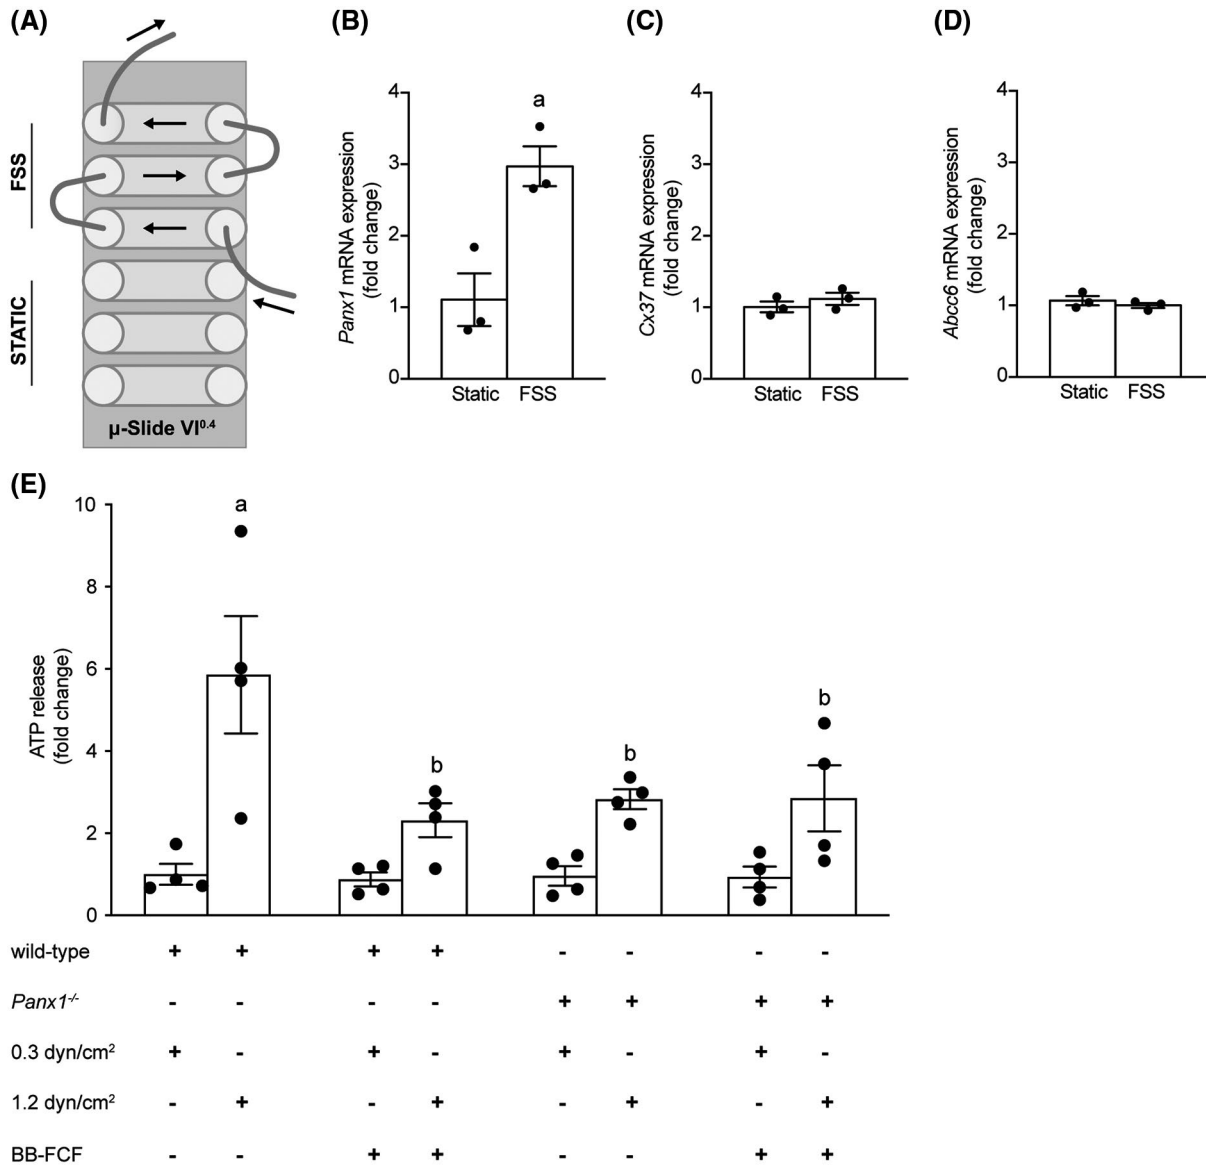 (A)
FSS
STATIC
µ-Slide VI0.4
(B)
Panx1 mRNA expression
(fold change)
4
3
2
1
0
a
Static FSS
(C)
Cx37 mRNA expression
(fold change)
4
3
2
1
0
Static FSS
(D)
Abcc6 mRNA expression
(fold change)
4
3
2
1
0
Static FSS
(E)
ATP release
(fold change)
10
8
6
4
2
0
a
b
b
b
wild-type + + + + - - - -
Panx1-/- - - - - + + + +
0.3 dyn/cm² + - + - + - + -
1.2 dyn/cm² - + - + - + - +
BB-FCF - - + + - - + +